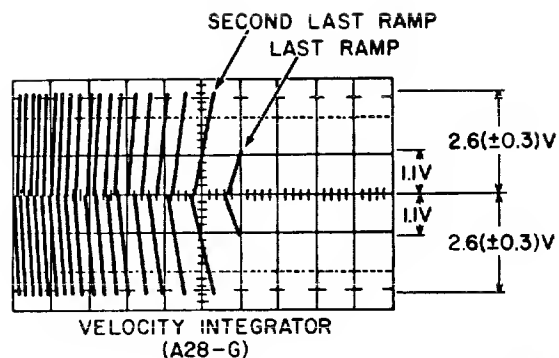 SECOND LAST RAMP
LAST RAMP
2.6(±0.3)V
1.1V
1.1V
2.6(±0.3)V
VELOCITY INTEGRATOR
(A28-G)